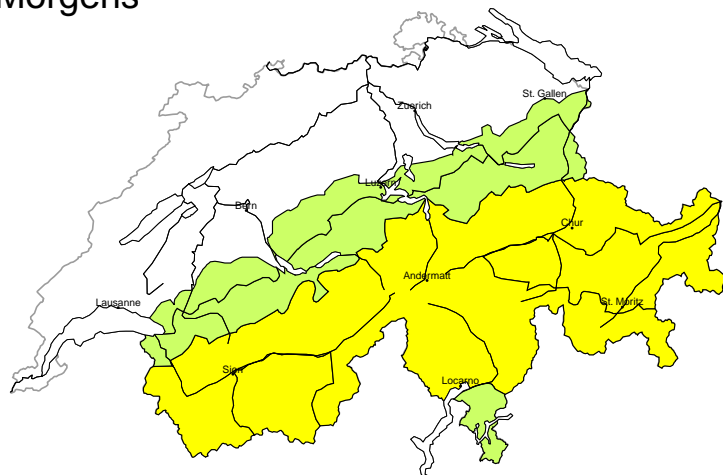 Morgens
St. Gallen
Zuerich
Luzern
Bern
Chur
Andermatt
Lausanne
St. Moritz
Sion
Locarno